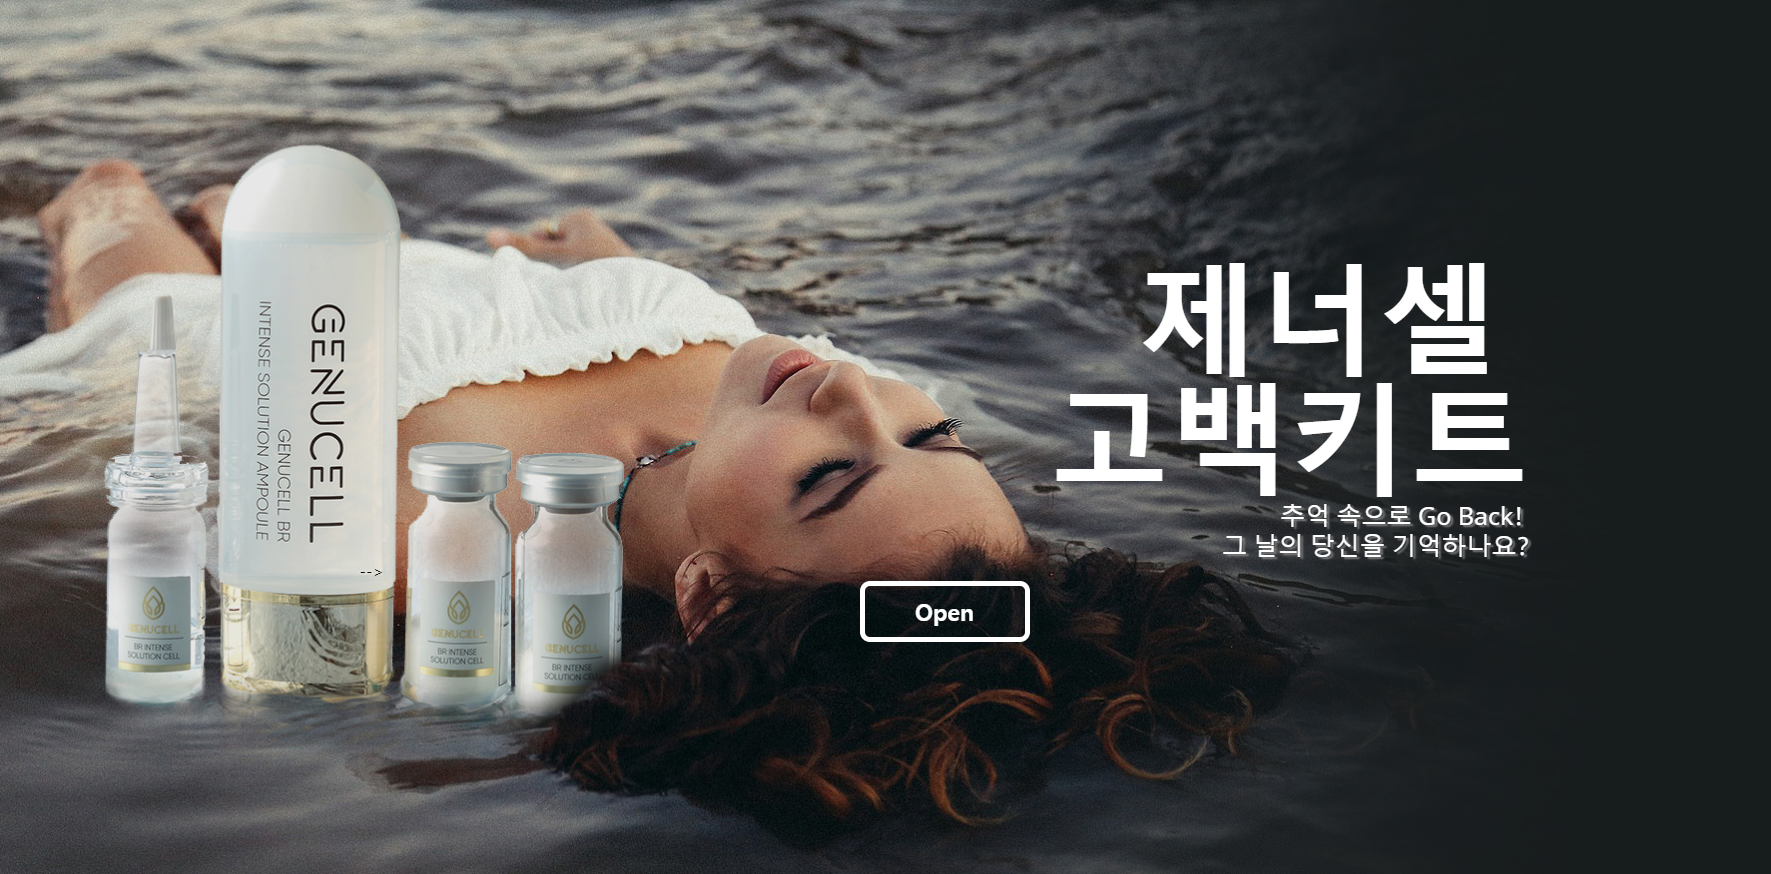 제너셀
고백키트
추억 속으로 Go Back!
그 날의 당신을 기억하나요?
Open
GENUCELL
GENUCELL BR
INTENSE SOLUTION AMPOULE
-->
GENUCELL
BR INTENSE
SOLUTION CELL
GENUCELL
BR INTENSE
SOLUTION CELL
GENUCELL
BR INTENSE
SOLUTION CELL